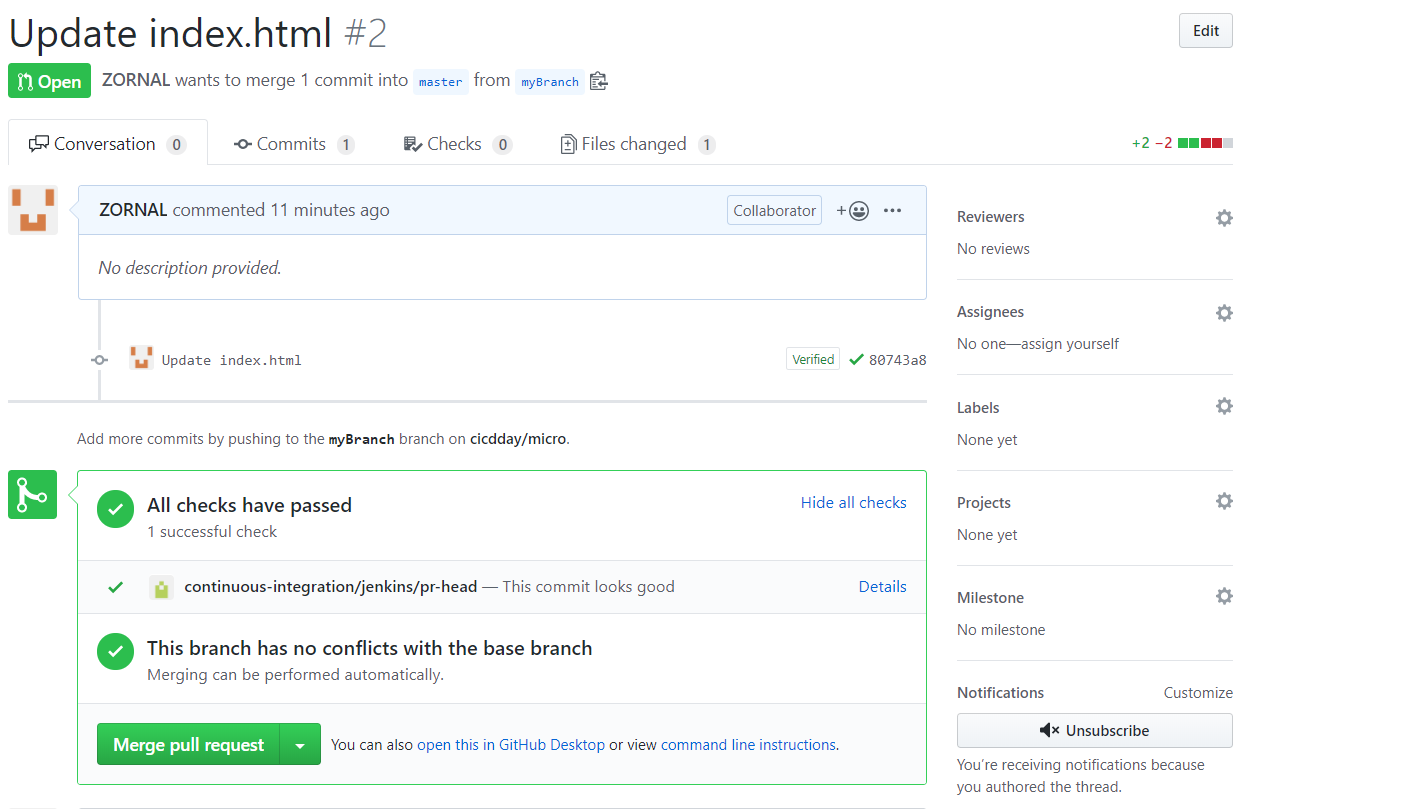 Update index.html #2
Edit
Open
ZORNAL wants to merge 1 commit into master from myBranch
Conversation 0
Commits 1
Checks 0
Files changed 1
+2 −2
ZORNAL commented 11 minutes ago
Collaborator
+
No description provided.
Update index.html
Verified
80743a8
Add more commits by pushing to the myBranch branch on cicdday/micro.
All checks have passed
Hide all checks
1 successful check
continuous-integration/jenkins/pr-head — This commit looks good
Details
This branch has no conflicts with the base branch
Merging can be performed automatically.
Merge pull request
You can also open this in GitHub Desktop or view command line instructions.
Reviewers
No reviews
Assignees
No one—assign yourself
Labels
None yet
Projects
None yet
Milestone
No milestone
Notifications
Customize
Unsubscribe
You’re receiving notifications because
you authored the thread.